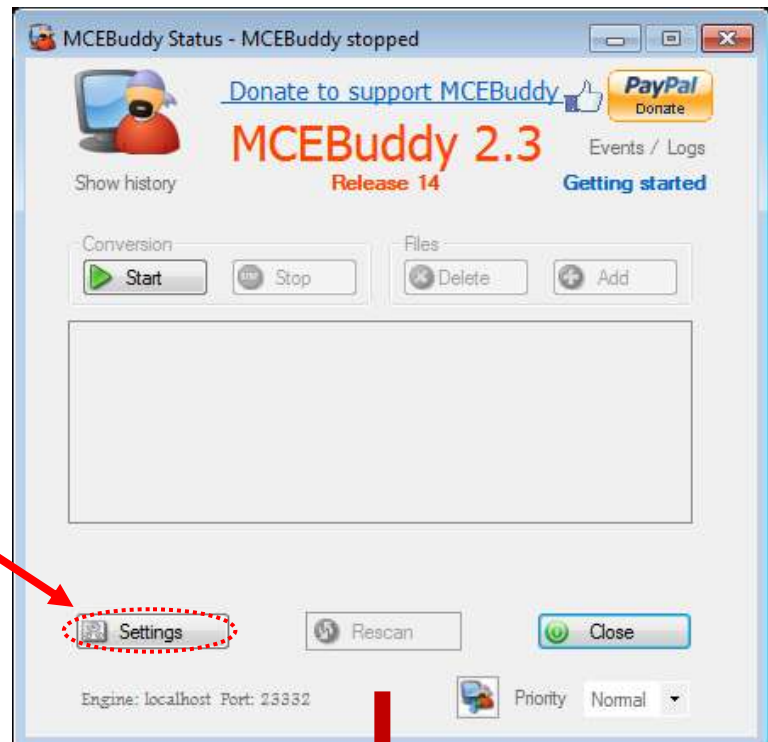 MCEBuddy Status - MCEBuddy stopped
Donate to support MCEBuddy
PayPal
Donate
MCEBuddy 2.3
Events / Logs
Show history
Release 14
Getting started
Conversion
Files
Start
Stop
Delete
Add
Settings
Rescan
Close
Engine: localhost Port: 23332
Priority
Normal